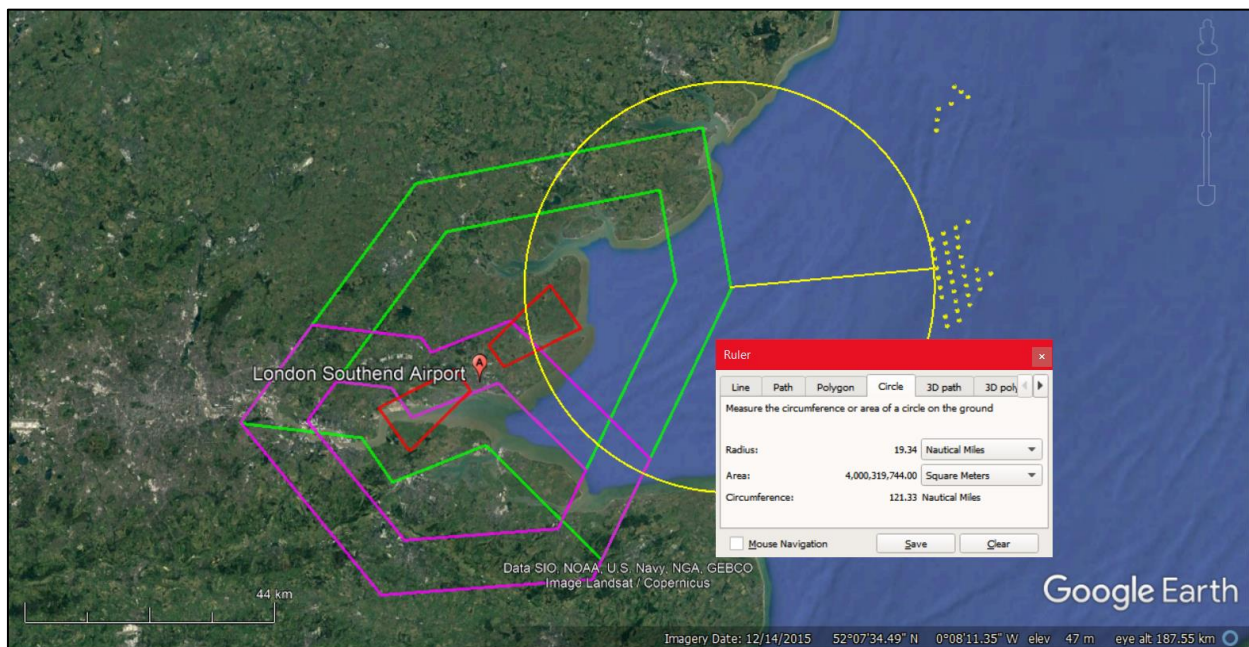 London Southend Airport
A
Ruler
×
Line Path Polygon Circle 3D path 3D poly
Measure the circumference or area of a circle on the ground
Radius: 19.34 Nautical Miles
Area: 4,000,319,744.00 Square Meters
Circumference: 121.33 Nautical Miles
Mouse Navigation Save Clear
Data SIO, NOAA, U.S. Navy, NGA, GEBCO
Image Landsat / Copernicus
44 km
Google Earth
Imagery Date: 12/14/2015 52°07'34.49" N 0°08'11.35" W elev 47 m eye alt 187.55 km